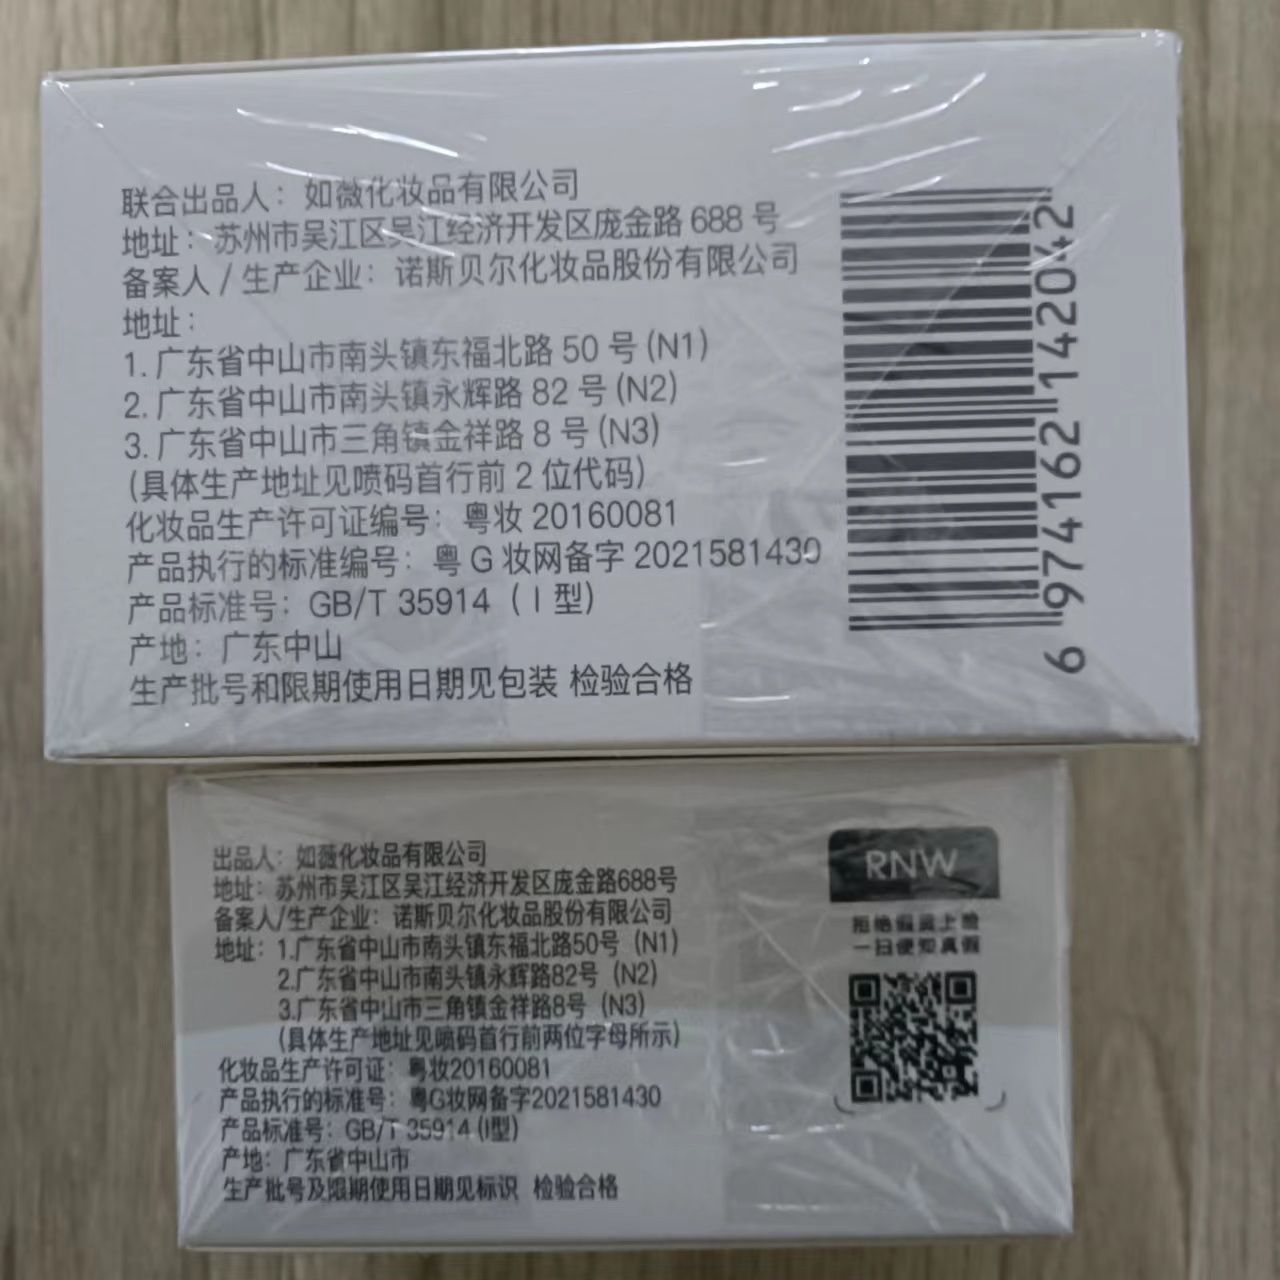 联合出品人：如薇化妆品有限公司
地址：苏州市吴江区吴江经济开发区庞金路 688 号
备案人 / 生产企业：诺斯贝尔化妆品股份有限公司
地址：
1. 广东省中山市南头镇东福北路 50 号 (N1)
2. 广东省中山市南头镇永辉路 82 号 (N2)
3. 广东省中山市三角镇金祥路 8 号 (N3)
(具体生产地址见喷码首行前 2 位代码)
化妆品生产许可证编号：粤妆 20160081
产品执行的标准编号：粤 G 妆网备字 2021581430
产品标准号：GB/T 35914（I 型）
产地：广东中山
生产批号和限期使用日期见包装 检验合格
6 974162 142042
出品人：如薇化妆品有限公司
地址：苏州市吴江区吴江经济开发区庞金路688号
备案人/生产企业：诺斯贝尔化妆品股份有限公司
地址：1.广东省中山市南头镇东福北路50号（N1）
2.广东省中山市南头镇永辉路82号（N2）
3.广东省中山市三角镇金祥路8号（N3）
(具体生产地址见喷码首行前两位字母所示)
化妆品生产许可证：粤妆20160081
产品执行的标准号：粤G妆网备字2021581430
产品标准号：GB/T 35914 (I型)
产地：广东省中山市
生产批号及限期使用日期见标识 检验合格
RNW
拒绝假货上脸
一扫便知真假